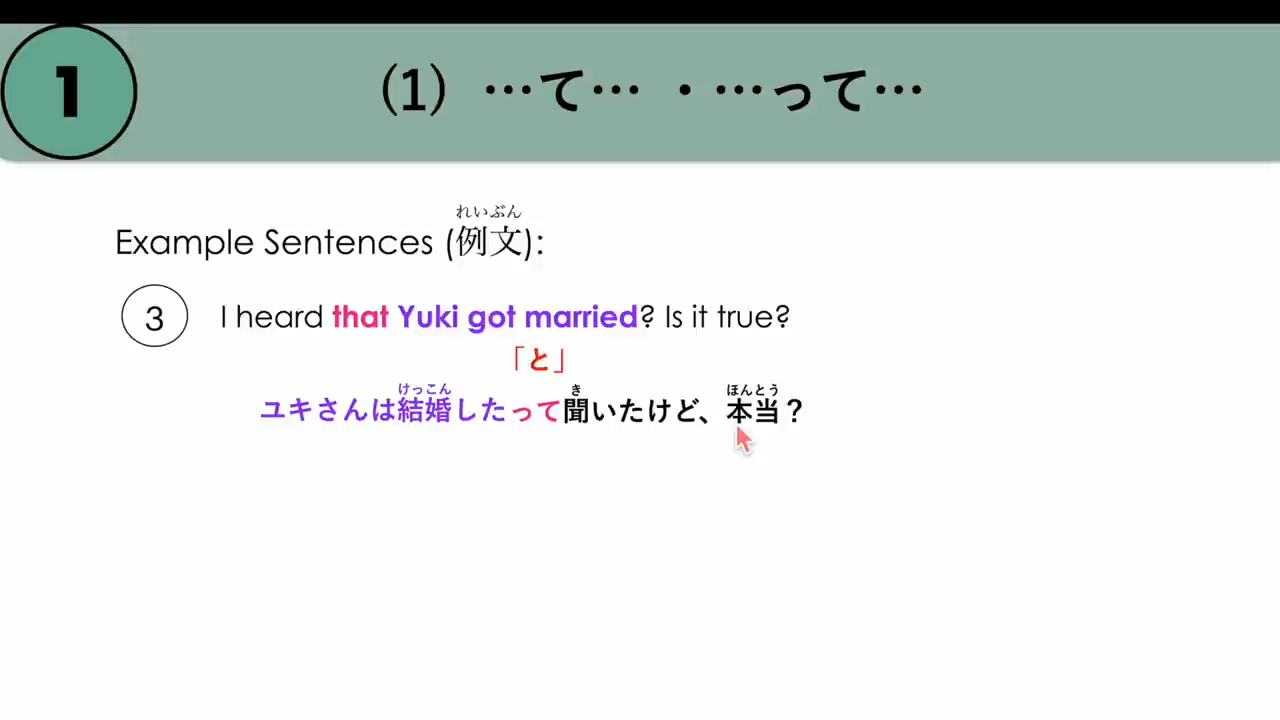 1
(1) …て…・…って…
れいぶん
Example Sentences (例文):
3 I heard that Yuki got married? Is it true?
「と」
けっこん き ほんとう
ユキさんは結婚したって聞いたけど、本当？